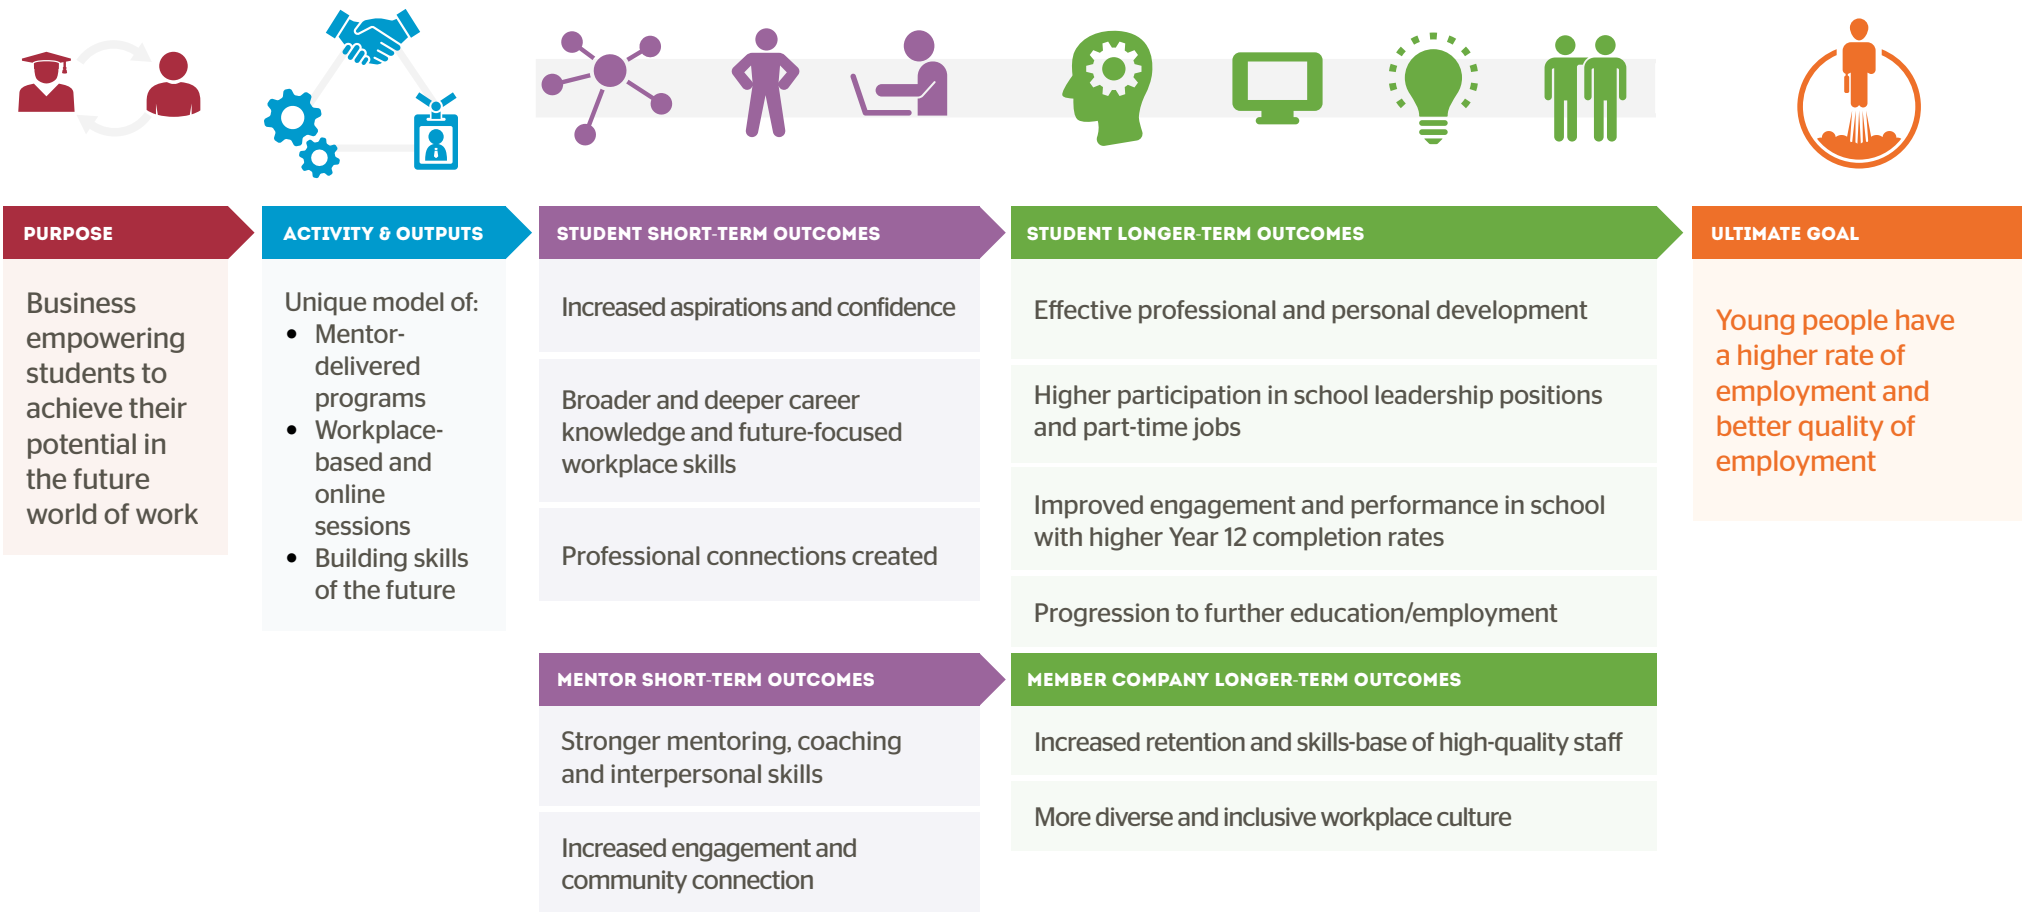 PURPOSE
Business
empowering
students to
achieve their
potential in
the future
world of work
ACTIVITY & OUTPUTS
Unique model of:
• Mentor-
delivered
programs
• Workplace-
based and
online
sessions
• Building skills
of the future
STUDENT SHORT-TERM OUTCOMES
Increased aspirations and confidence
Broader and deeper career
knowledge and future-focused
workplace skills
Professional connections created
MENTOR SHORT-TERM OUTCOMES
Stronger mentoring, coaching
and interpersonal skills
Increased engagement and
community connection
STUDENT LONGER-TERM OUTCOMES
Effective professional and personal development
Higher participation in school leadership positions
and part-time jobs
Improved engagement and performance in school
with higher Year 12 completion rates
Progression to further education/employment
MEMBER COMPANY LONGER-TERM OUTCOMES
Increased retention and skills-base of high-quality staff
More diverse and inclusive workplace culture
ULTIMATE GOAL
Young people have
a higher rate of
employment and
better quality of
employment